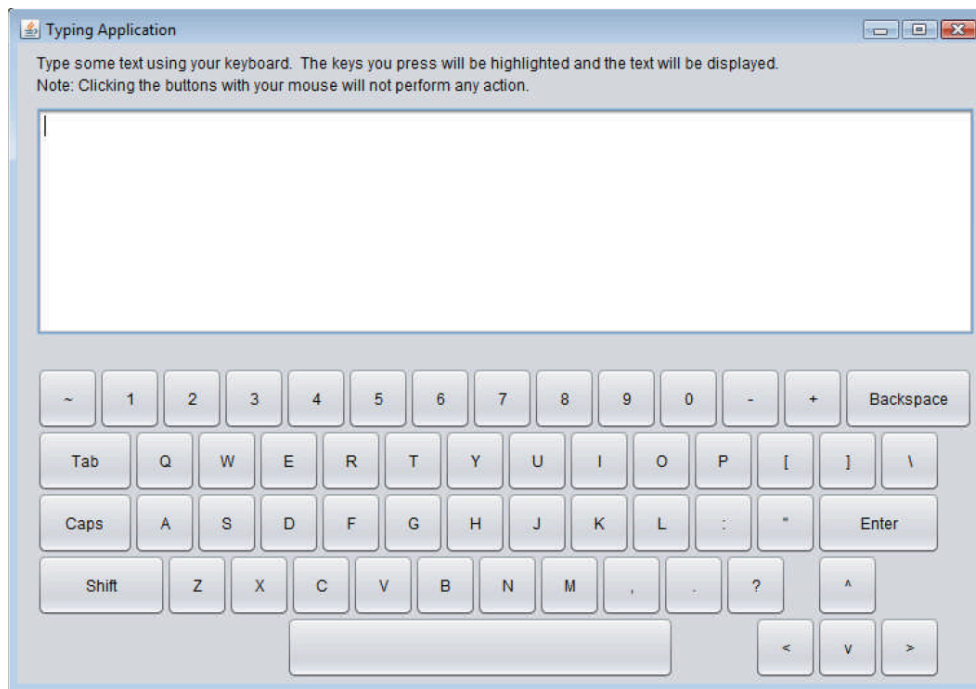 Typing Application
Type some text using your keyboard. The keys you press will be highlighted and the text will be displayed.
Note: Clicking the buttons with your mouse will not perform any action.
~ 1 2 3 4 5 6 7 8 9 0 - + Backspace
Tab Q W E R T Y U I O P [ ] \
Caps A S D F G H J K L : " Enter
Shift Z X C V B N M , . ? ^
< v >